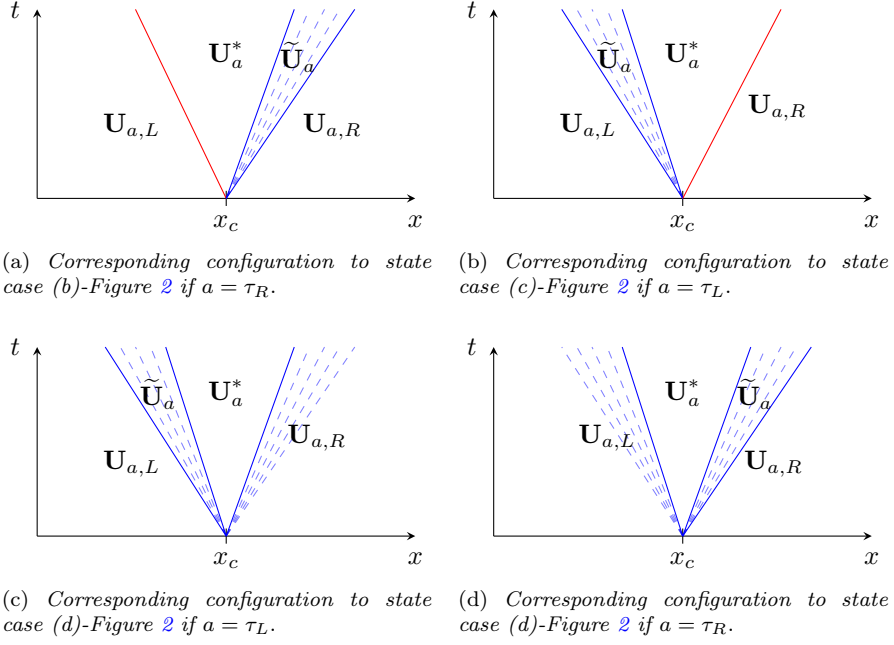 t
U*a
Ũa
Ua,L
Ua,R
xc
x
(a) Corresponding configuration to state
case (b)-Figure 2 if a = τR.
t
U*a
Ũa
Ua,L
Ua,R
xc
x
(b) Corresponding configuration to state
case (c)-Figure 2 if a = τL.
t
U*a
Ũa
Ua,L
Ua,R
xc
x
(c) Corresponding configuration to state
case (d)-Figure 2 if a = τL.
t
U*a
Ũa
Ua,L
Ua,R
xc
x
(d) Corresponding configuration to state
case (d)-Figure 2 if a = τR.